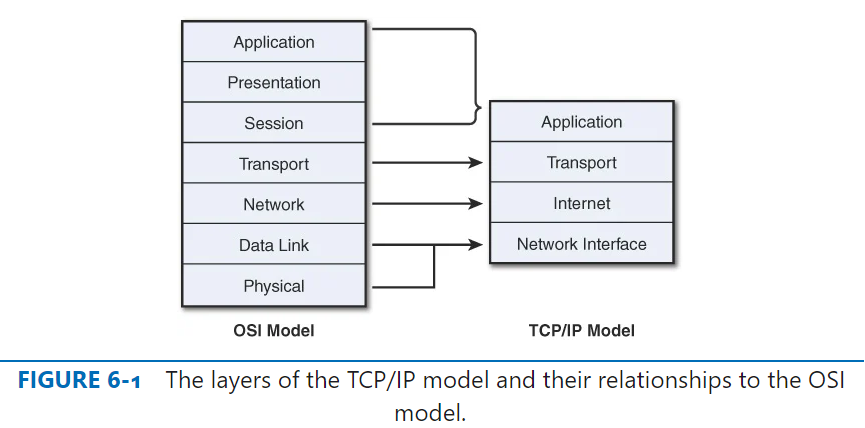 Application
Presentation
Session
Transport
Network
Data Link
Physical
OSI Model
Application
Transport
Internet
Network Interface
TCP/IP Model
FIGURE 6-1 The layers of the TCP/IP model and their relationships to the OSI
model.